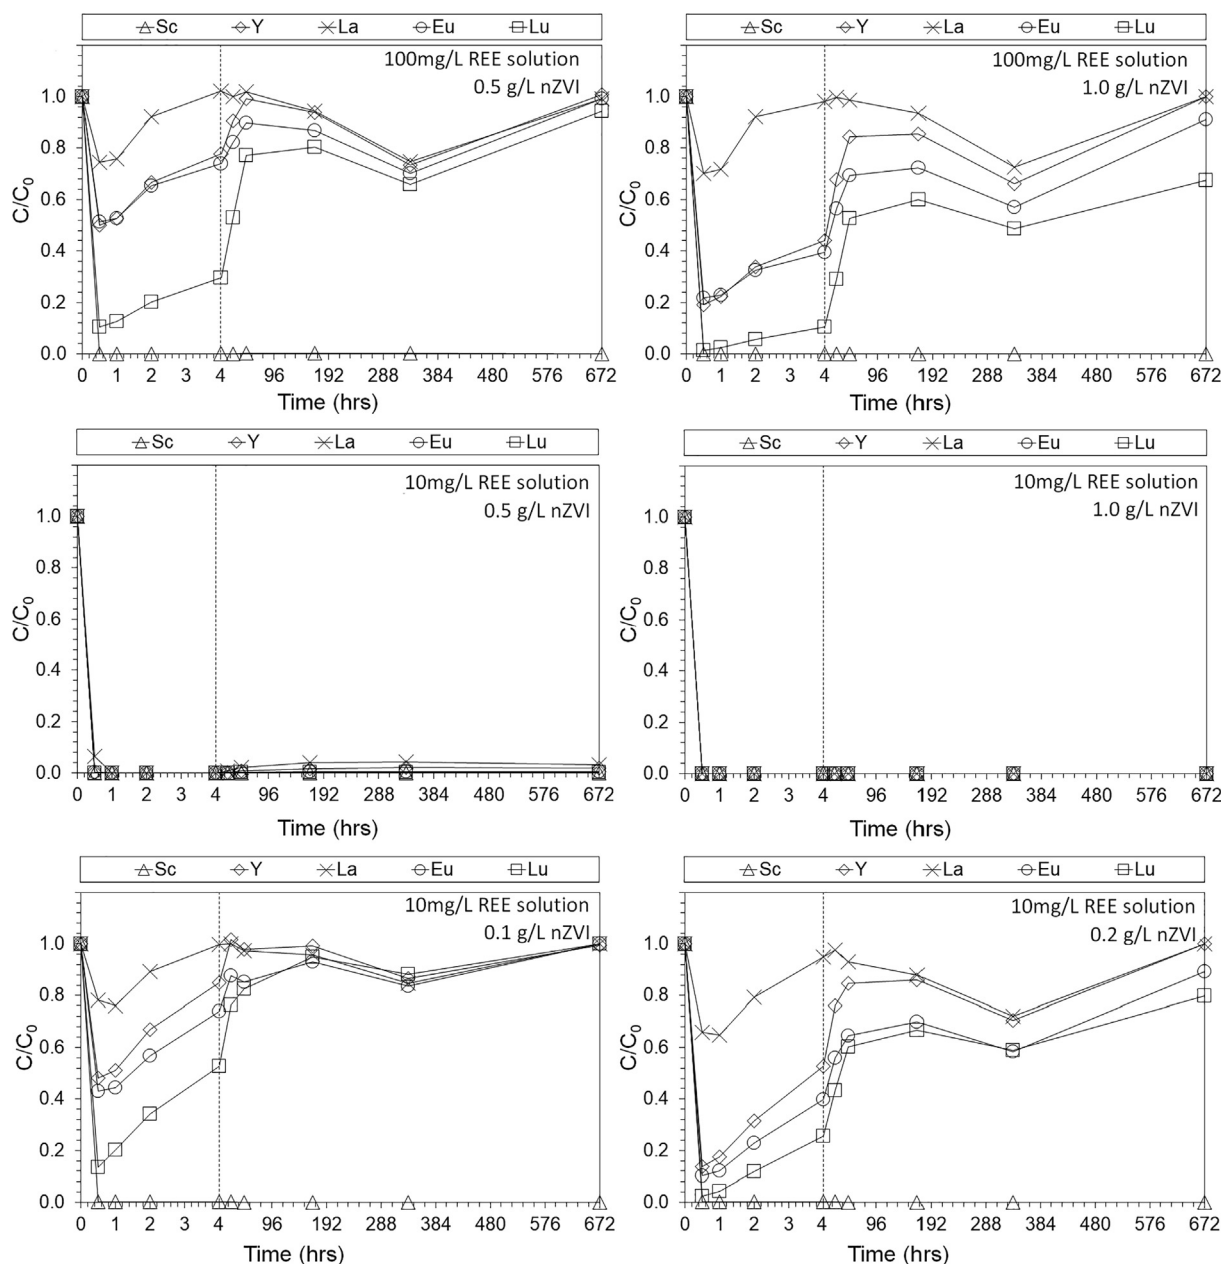 Sc Y La Eu Lu
100mg/L REE solution
0.5 g/L nZVI
1.0
0.8
0.6
0.4
0.2
0.0
C/C0
0 1 2 3 4 96 192 288 384 480 576 672
Time (hrs)
Sc Y La Eu Lu
100mg/L REE solution
1.0 g/L nZVI
1.0
0.8
0.6
0.4
0.2
0.0
C/C0
0 1 2 3 4 96 192 288 384 480 576 672
Time (hrs)
Sc Y La Eu Lu
10mg/L REE solution
0.5 g/L nZVI
1.0
0.8
0.6
0.4
0.2
0.0
C/C0
0 1 2 3 4 96 192 288 384 480 576 672
Time (hrs)
Sc Y La Eu Lu
10mg/L REE solution
1.0 g/L nZVI
1.0
0.8
0.6
0.4
0.2
0.0
C/C0
0 1 2 3 4 96 192 288 384 480 576 672
Time (hrs)
Sc Y La Eu Lu
10mg/L REE solution
0.1 g/L nZVI
1.0
0.8
0.6
0.4
0.2
0.0
C/C0
0 1 2 3 4 96 192 288 384 480 576 672
Time (hrs)
Sc Y La Eu Lu
10mg/L REE solution
0.2 g/L nZVI
1.0
0.8
0.6
0.4
0.2
0.0
C/C0
0 1 2 3 4 96 192 288 384 480 576 672
Time (hrs)